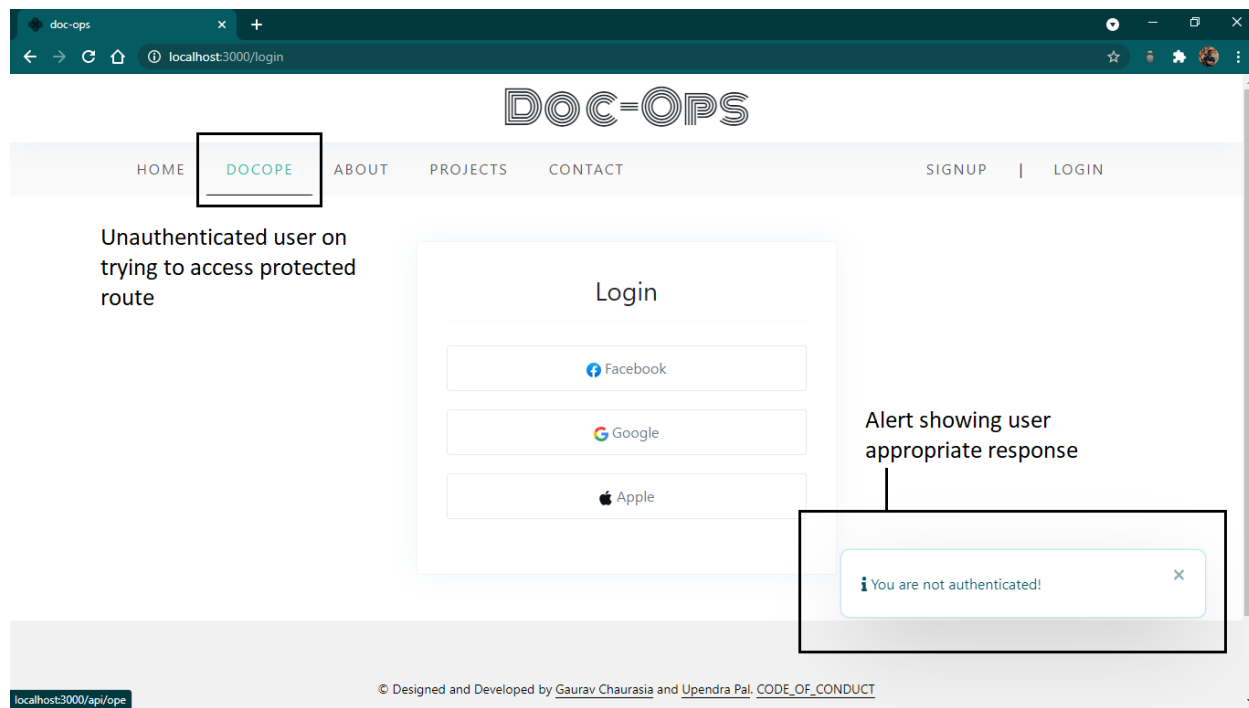 doc-ops
localhost:3000/login
Doc-Ops
HOME DOCOPE ABOUT PROJECTS CONTACT SIGNUP | LOGIN
Unauthenticated user on
trying to access protected
route
Login
Facebook
Google
Apple
Alert showing user
appropriate response
You are not authenticated!
© Designed and Developed by Gaurav Chaurasia and Upendra Pal. CODE_OF_CONDUCT
localhost:3000/api/ope